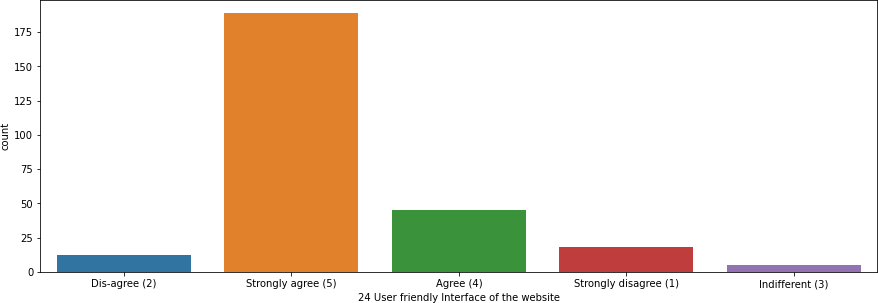 175
150
125
100
75
50
25
0
count
Dis-agree (2) Strongly agree (5) Agree (4) Strongly disagree (1) Indifferent (3)
24 User friendly Interface of the website